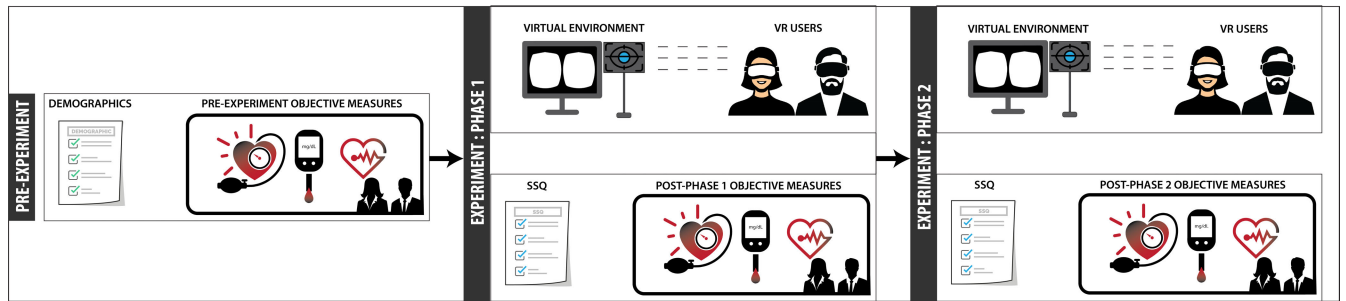 PRE-EXPERIMENT
DEMOGRAPHICS
DEMOGRAPHIC
PRE-EXPERIMENT OBJECTIVE MEASURES
mg/dL
EXPERIMENT : PHASE 1
VIRTUAL ENVIRONMENT
VR USERS
SSQ
SSQ
POST-PHASE 1 OBJECTIVE MEASURES
mg/dL
EXPERIMENT : PHASE 2
VIRTUAL ENVIRONMENT
VR USERS
SSQ
SSQ
POST-PHASE 2 OBJECTIVE MEASURES
mg/dL